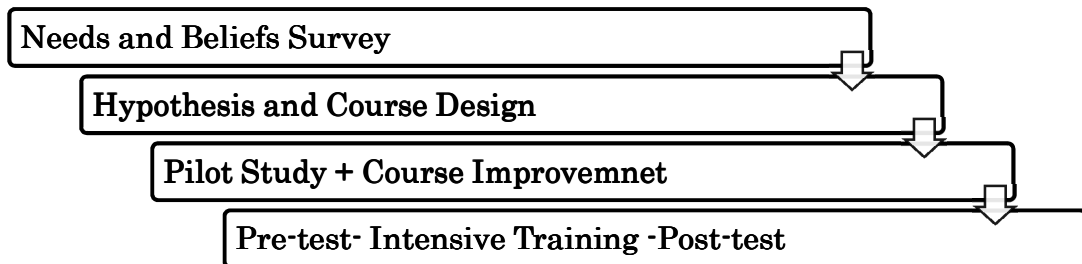 Needs and Beliefs Survey
Hypothesis and Course Design
Pilot Study + Course Improvemnet
Pre-test- Intensive Training -Post-test